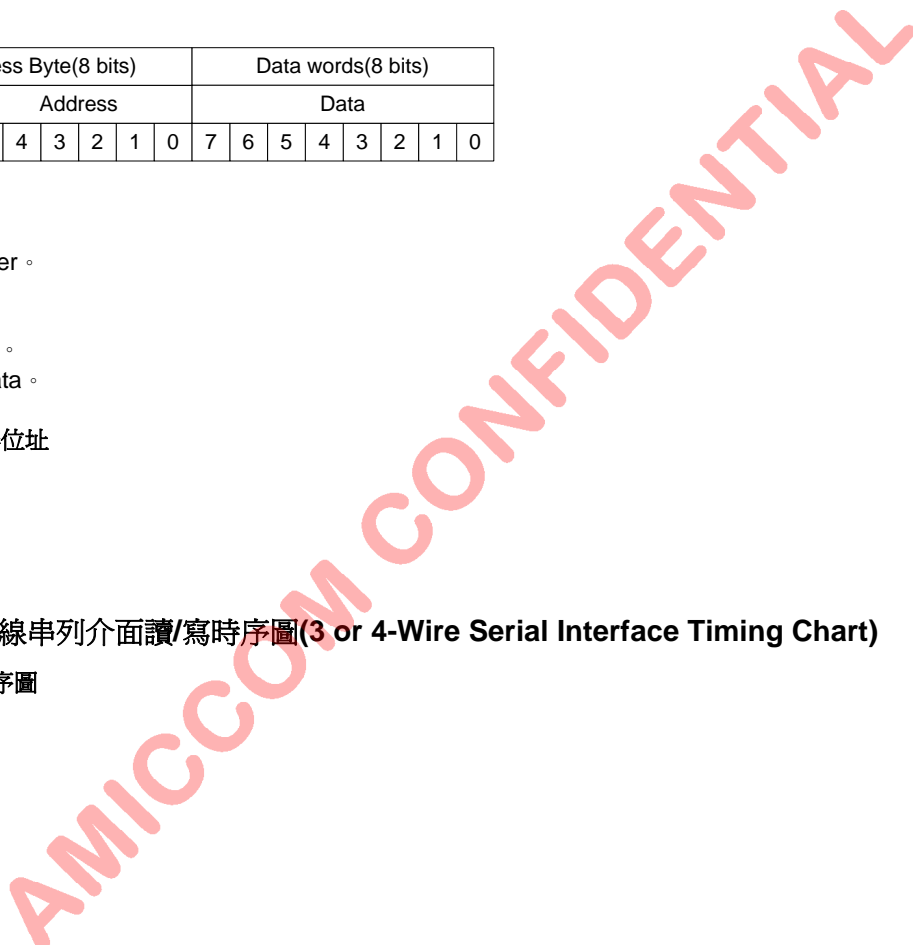 ess Byte(8 bits) Data words(8 bits)
Address Data
4 3 2 1 0 7 6 5 4 3 2 1 0
er。
。
ata。
位址
線串列介面讀/寫時序圖(3 or 4-Wire Serial Interface Timing Chart)
序圖
AMICCOM CONFIDENTIAL